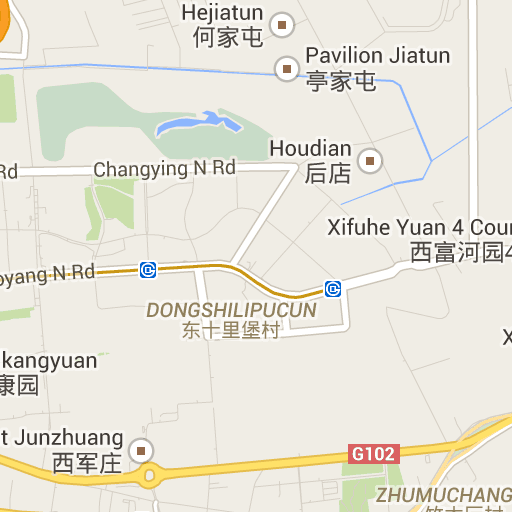 Hejiatun
何家屯
Pavilion Jiatun
亭家屯
Houdian
后店
Rd
Changying N Rd
Xifuhe Yuan 4 Cour
西富河园4
oyang N Rd
DONGSHILIPUCUN
东十里堡村
kangyuan
康园
X
t Junzhuang
西军庄
G102
ZHUMUCHANG